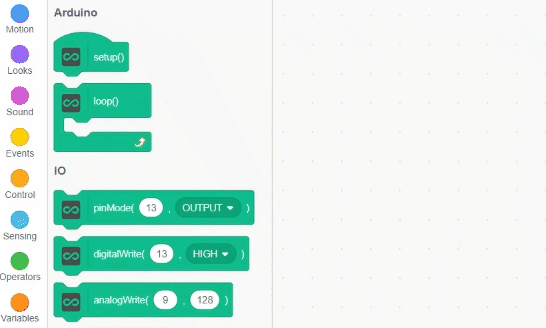 Arduino
Motion
setup()
Looks
loop()
Sound
Events
IO
Control
pinMode( 13 , OUTPUT )
Sensing
digitalWrite( 13 , HIGH )
Operators
analogWrite( 9 , 128 )
Variables